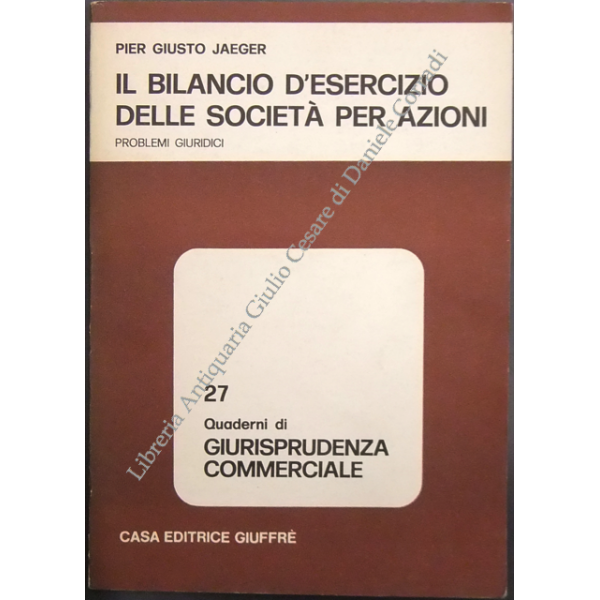 PIER GIUSTO JAEGER
IL BILANCIO D'ESERCIZIO
DELLE SOCIETÀ PER AZIONI
PROBLEMI GIURIDICI
27
Quaderni di
GIURISPRUDENZA
COMMERCIALE
CASA EDITRICE GIUFFRÈ
Libreria Antiquaria Giulio Cesare di Daniele Corradi